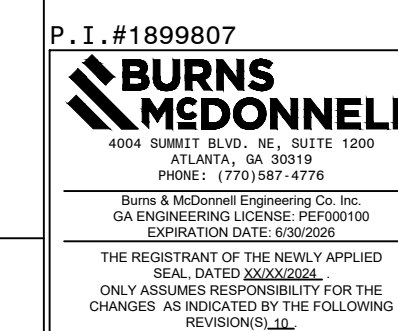 P.I.#1899807
BURNS
McDONNELL
4004 SUMMIT BLVD. NE, SUITE 1200
ATLANTA, GA 30319
PHONE: (770)587-4776
Burns & McDonnell Engineering Co. Inc.
GA ENGINEERING LICENSE: PEF000100
EXPIRATION DATE: 6/30/2026
THE REGISTRANT OF THE NEWLY APPLIED
SEAL, DATED XX/XX/2024 .
ONLY ASSUMES RESPONSIBILITY FOR THE
CHANGES AS INDICATED BY THE FOLLOWING
REVISION(S) 10 .